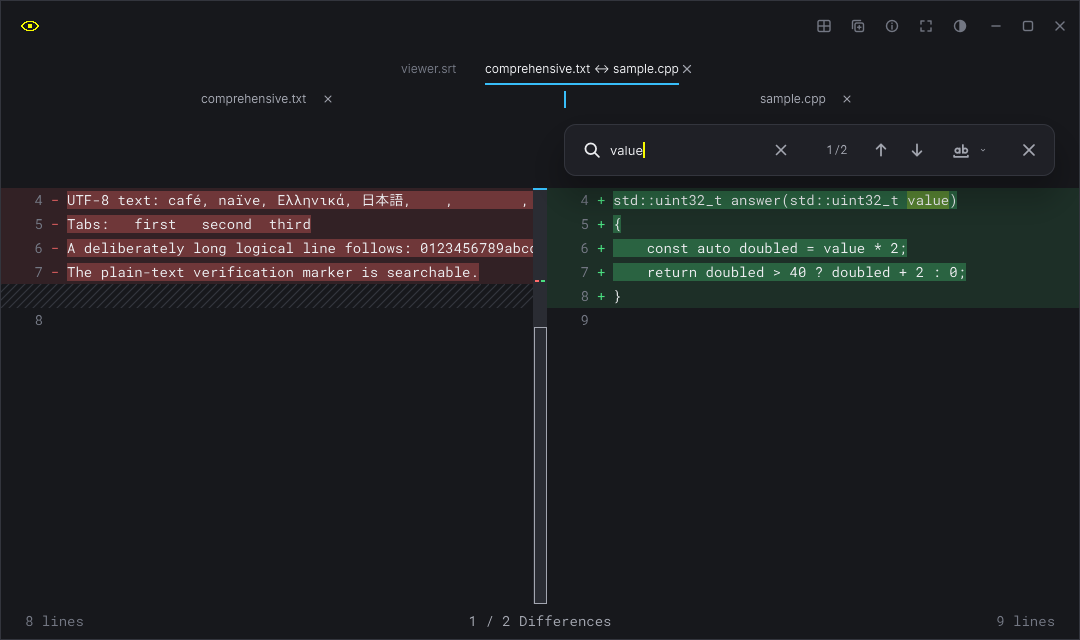 viewer.srt comprehensive.txt ↔ sample.cpp
comprehensive.txt
sample.cpp
value 1/2 ab
4 − UTF-8 text: café, naïve, Ελληνικά, 日本語, , ,
5 − Tabs: first second third
6 − A deliberately long logical line follows: 0123456789abc
7 − The plain-text verification marker is searchable.
8
4 + std::uint32_t answer(std::uint32_t value)
5 + {
6 + const auto doubled = value * 2;
7 + return doubled > 40 ? doubled + 2 : 0;
8 + }
9
8 lines
1 / 2 Differences
9 lines